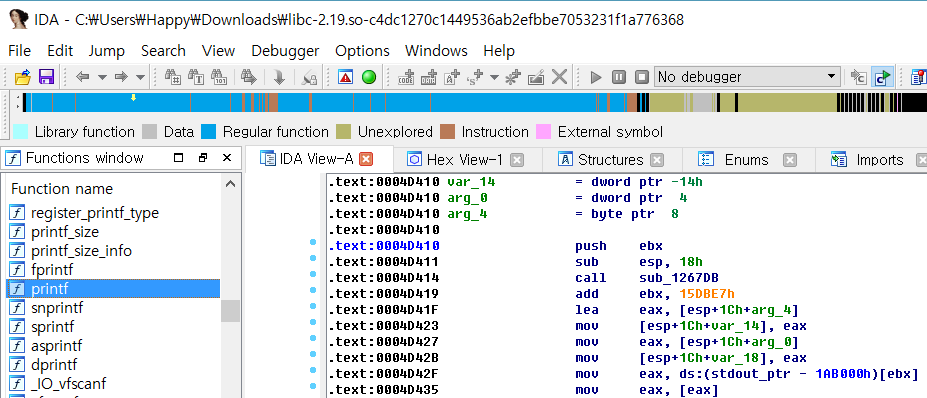 IDA - C:₩Users₩Happy₩Downloads₩libc-2.19.so-c4dc1270c1449536ab2efbbe7053231f1a776368
File Edit Jump Search View Debugger Options Windows Help
No debugger
Library function Data Regular function Unexplored Instruction External symbol
Functions window
IDA View-A Hex View-1 Structures Enums Imports
Function name
register_printf_type
printf_size
printf_size_info
fprintf
printf
snprintf
sprintf
asprintf
dprintf
_IO_vfscanf
.text:0004D410 var_14 = dword ptr -14h
.text:0004D410 arg_0 = dword ptr 4
.text:0004D410 arg_4 = byte ptr 8
.text:0004D410
.text:0004D410 push ebx
.text:0004D411 sub esp, 18h
.text:0004D414 call sub_1267DB
.text:0004D419 add ebx, 15DBE7h
.text:0004D41F lea eax, [esp+1Ch+arg_4]
.text:0004D423 mov [esp+1Ch+var_14], eax
.text:0004D427 mov eax, [esp+1Ch+arg_0]
.text:0004D42B mov [esp+1Ch+var_18], eax
.text:0004D42F mov eax, ds:(stdout_ptr - 1AB000h)[ebx]
.text:0004D435 mov eax, [eax]